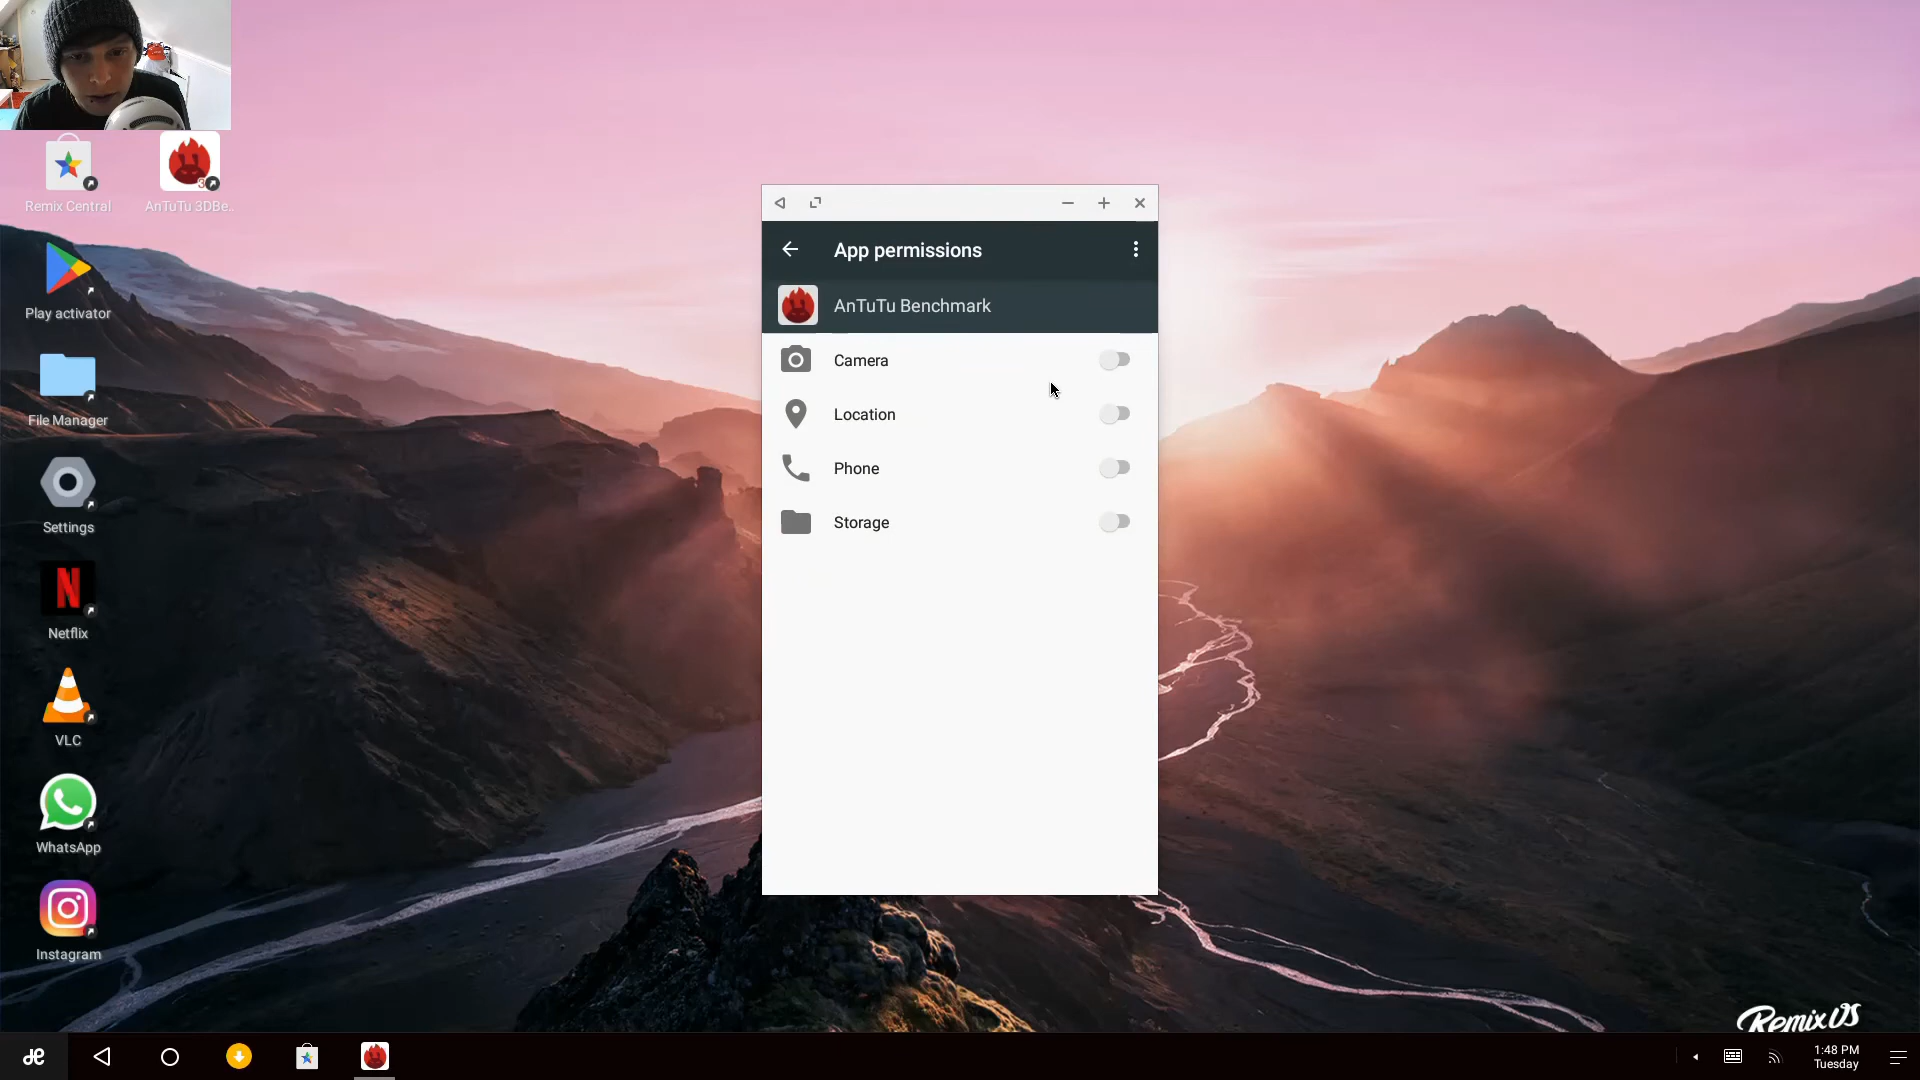 Remix Central
AnTuTu 3DBe..
Play activator
File Manager
Settings
Netflix
VLC
WhatsApp
Instagram
App permissions
AnTuTu Benchmark
Camera
Location
Phone
Storage
RemixOS
1:48 PM
Tuesday